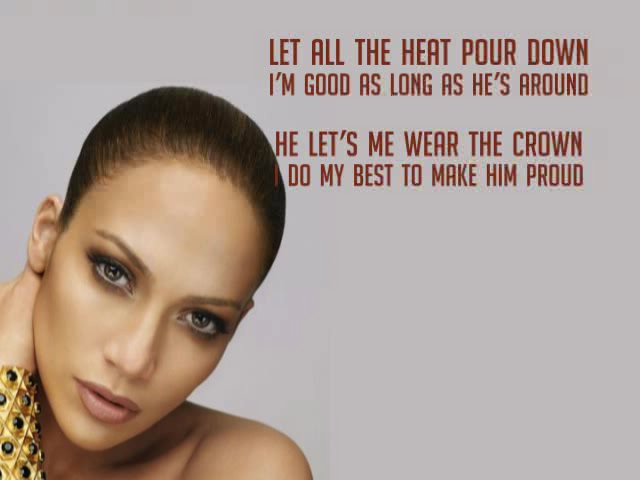 LET ALL THE HEAT POUR DOWN
I'M GOOD AS LONG AS HE'S AROUND
HE LET'S ME WEAR THE CROWN
I DO MY BEST TO MAKE HIM PROUD